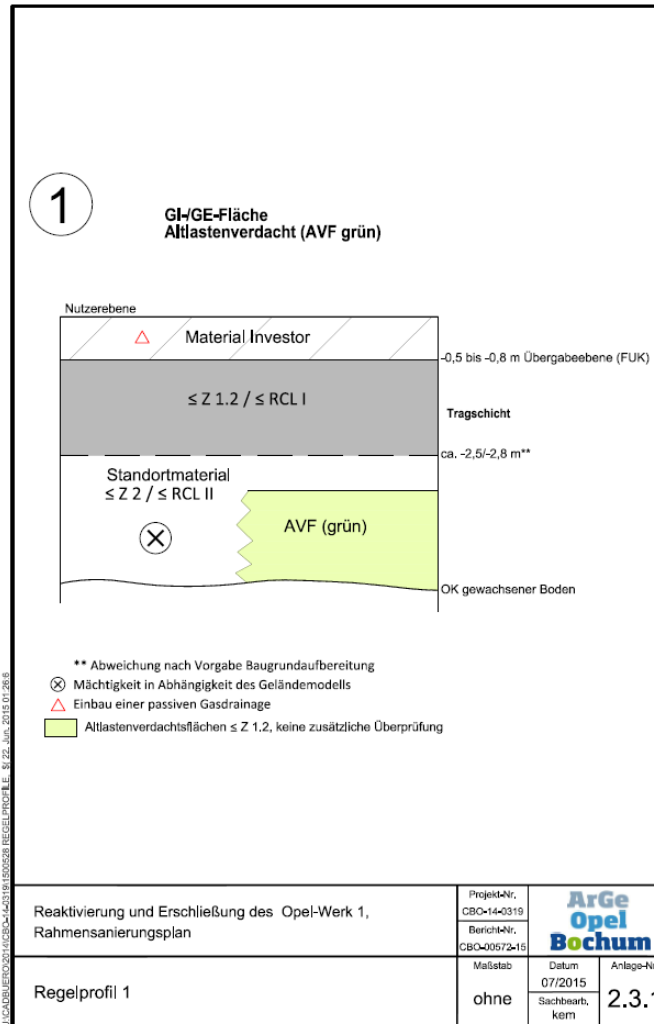 1
GI-/GE-Fläche
Altlastenverdacht (AVF grün)
Nutzerebene
Material Investor
-0,5 bis -0,8 m Übergabeebene (FUK)
≤ Z 1.2 / ≤ RCL I
Tragschicht
ca. -2,5/-2,8 m**
Standortmaterial
≤ Z 2 / ≤ RCL II
AVF (grün)
OK gewachsener Boden
** Abweichung nach Vorgabe Baugrundaufbereitung
Mächtigkeit in Abhängigkeit des Geländemodells
Einbau einer passiven Gasdrainage
Altlastenverdachtsflächen ≤ Z 1.2, keine zusätzliche Überprüfung
Reaktivierung und Erschließung des Opel-Werk 1,
Rahmensanierungsplan
Projekt-Nr.
CBO-14-0319
Bericht-Nr.
CBO-00572-15
ArGe
Opel
Bochum
Regelprofil 1
Maßstab
ohne
Datum
07/2015
Sachbearb.
kem
2.3.1